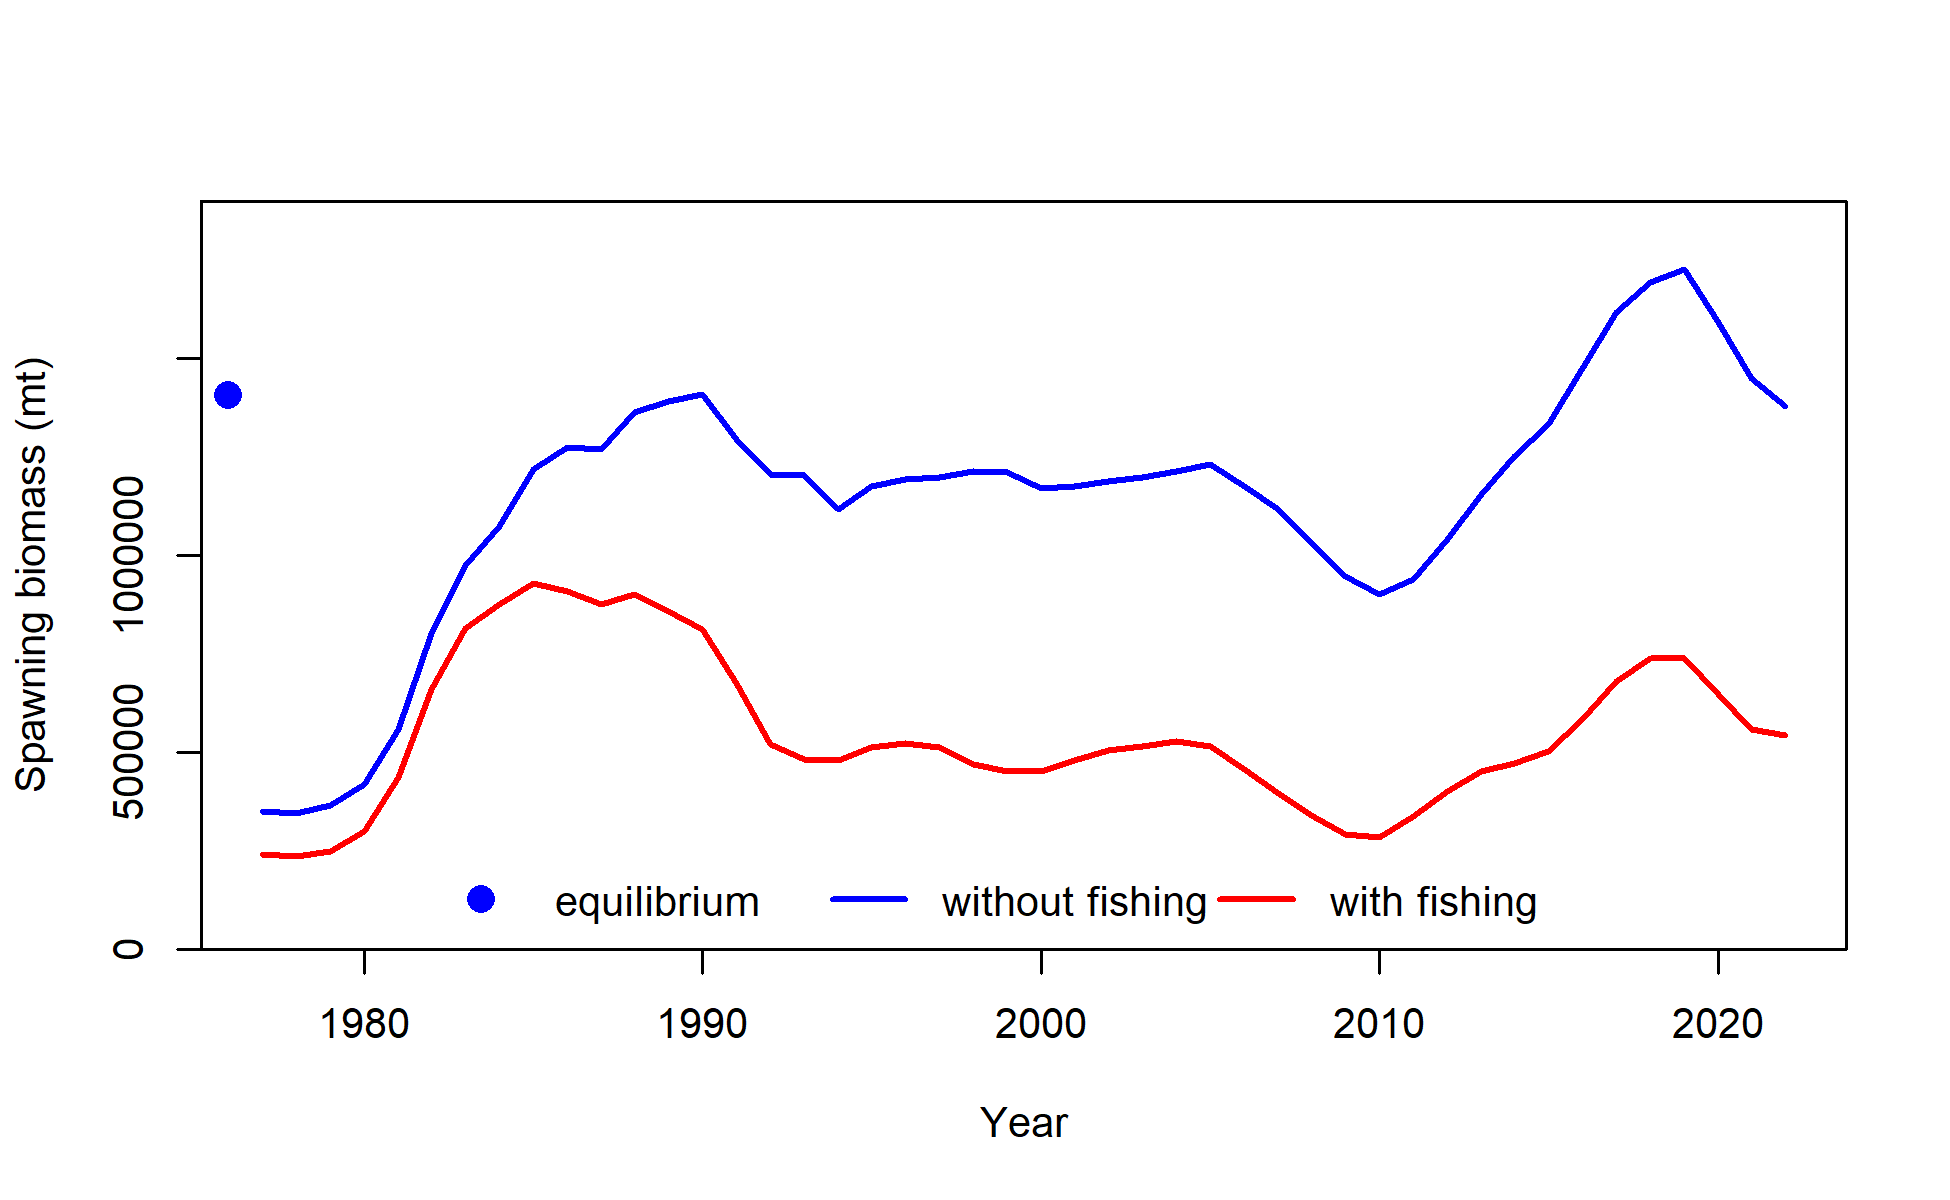 Spawning biomass (mt)
1000000
500000
0
equilibrium without fishing with fishing
1980 1990 2000 2010 2020
Year